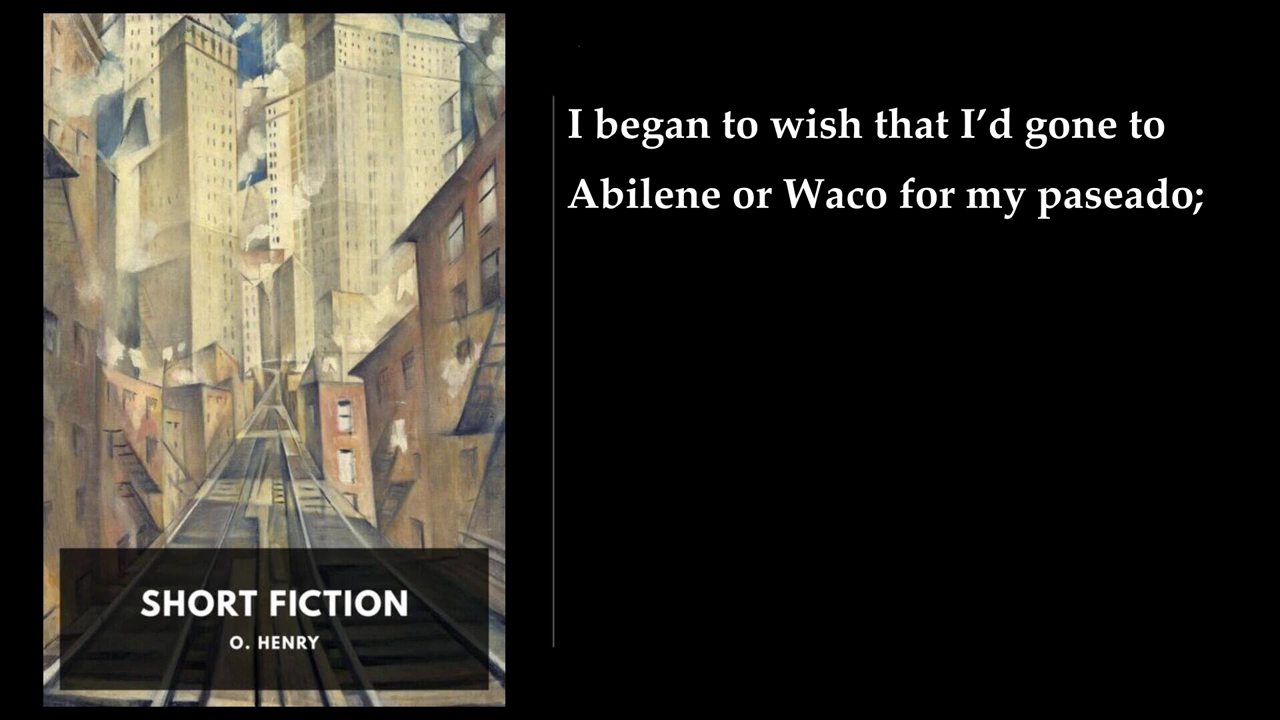 I began to wish that I’d gone to
Abilene or Waco for my paseado;
SHORT FICTION
O. HENRY